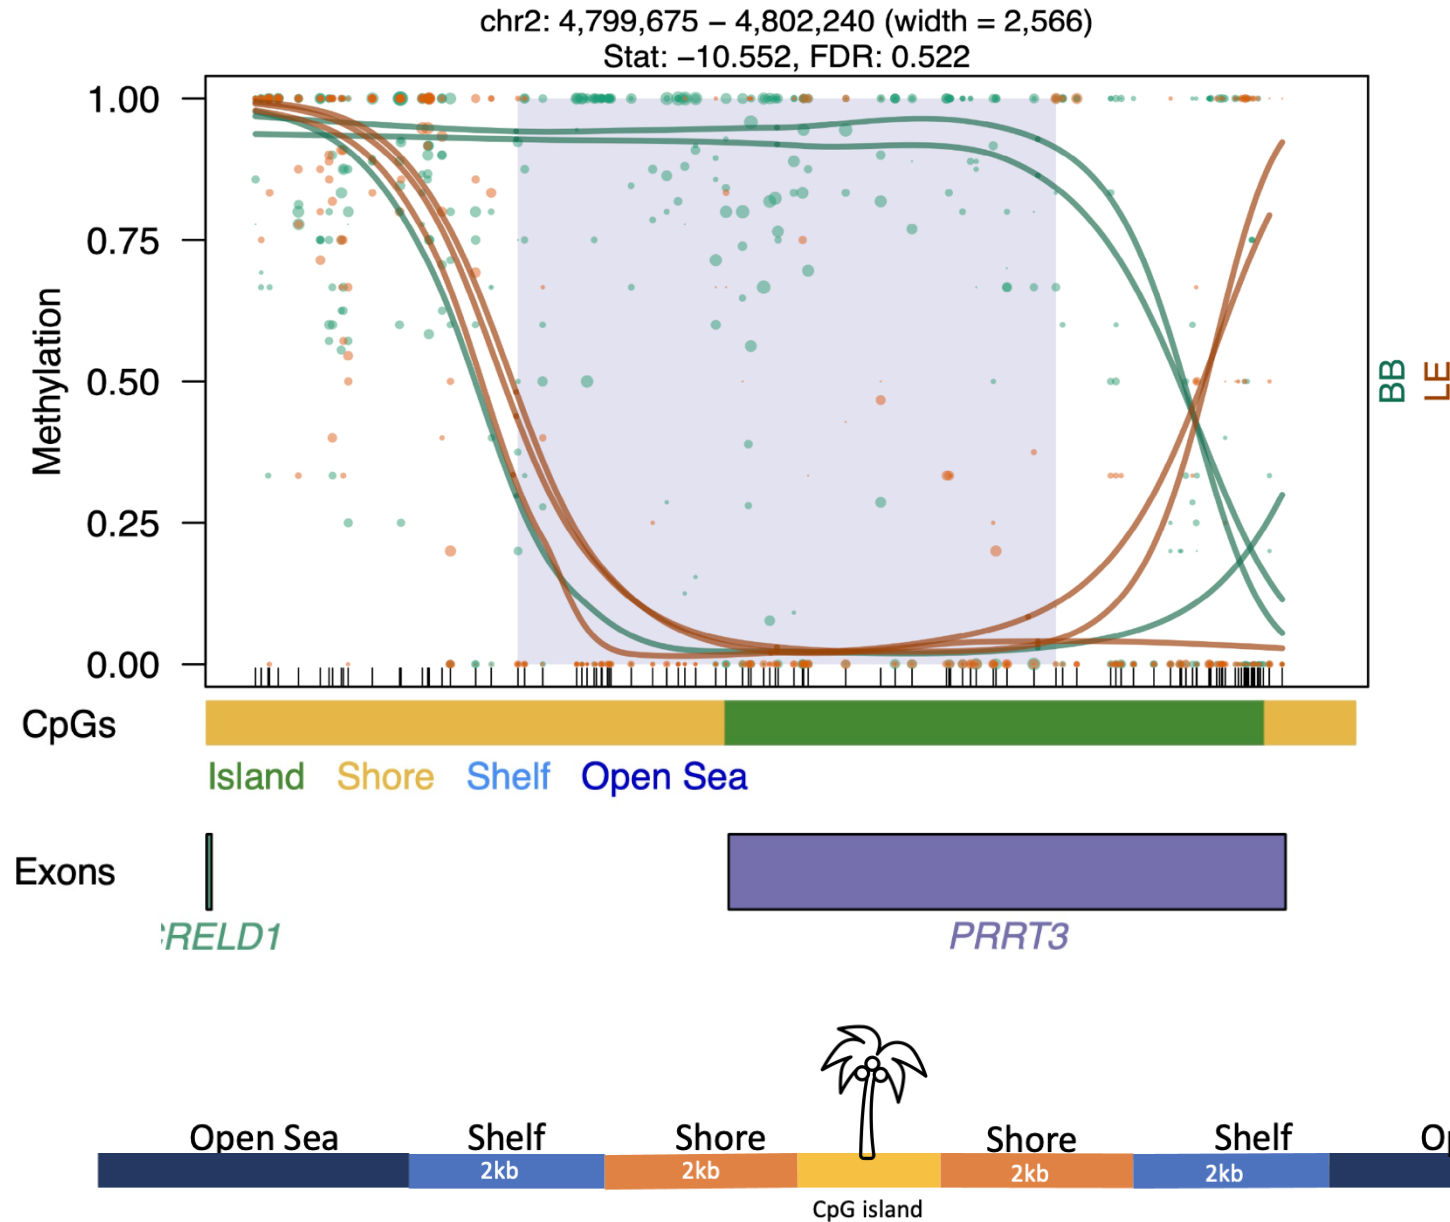 chr2: 4,799,675 − 4,802,240 (width = 2,566)
Stat: −10.552, FDR: 0.522
1.00
0.75
0.50
0.25
0.00
Methylation
BB
LE
CpGs
Island Shore Shelf Open Sea
Exons
RELD1
PRRT3
Open Sea Shelf Shore Shore Shelf Op
2kb 2kb 2kb 2kb
CpG island